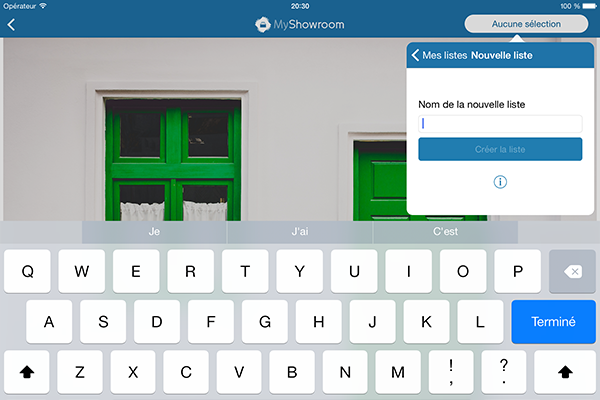 Opérateur 20:30 100 %
MyShowroom
Aucune sélection
Mes listes Nouvelle liste
Nom de la nouvelle liste
Créer la liste
i
Je J'ai C'est
Q W E R T Y U I O P
A S D F G H J K L Terminé
Z X C V B N M ! , ? .